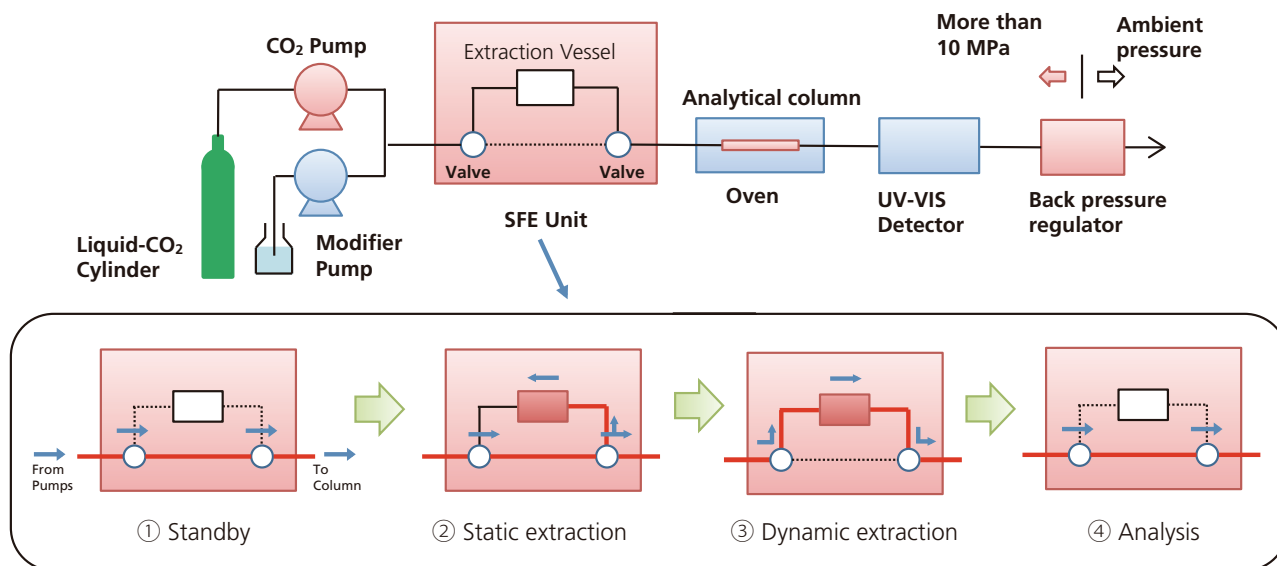 CO₂ Pump
Extraction Vessel
More than
10 MPa
Ambient
pressure
Analytical column
Valve
Valve
Oven
UV-VIS
Detector
Back pressure
regulator
SFE Unit
Liquid-CO₂
Cylinder
Modifier
Pump
From
Pumps
To
Column
① Standby
② Static extraction
③ Dynamic extraction
④ Analysis